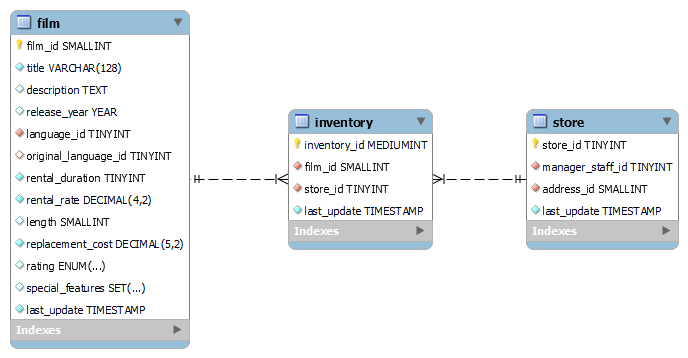 film
film_id SMALLINT
title VARCHAR(128)
description TEXT
release_year YEAR
language_id TINYINT
original_language_id TINYINT
rental_duration TINYINT
rental_rate DECIMAL(4,2)
length SMALLINT
replacement_cost DECIMAL(5,2)
rating ENUM(...)
special_features SET(...)
last_update TIMESTAMP
Indexes
inventory
inventory_id MEDIUMINT
film_id SMALLINT
store_id TINYINT
last_update TIMESTAMP
Indexes
store
store_id TINYINT
manager_staff_id TINYINT
address_id SMALLINT
last_update TIMESTAMP
Indexes